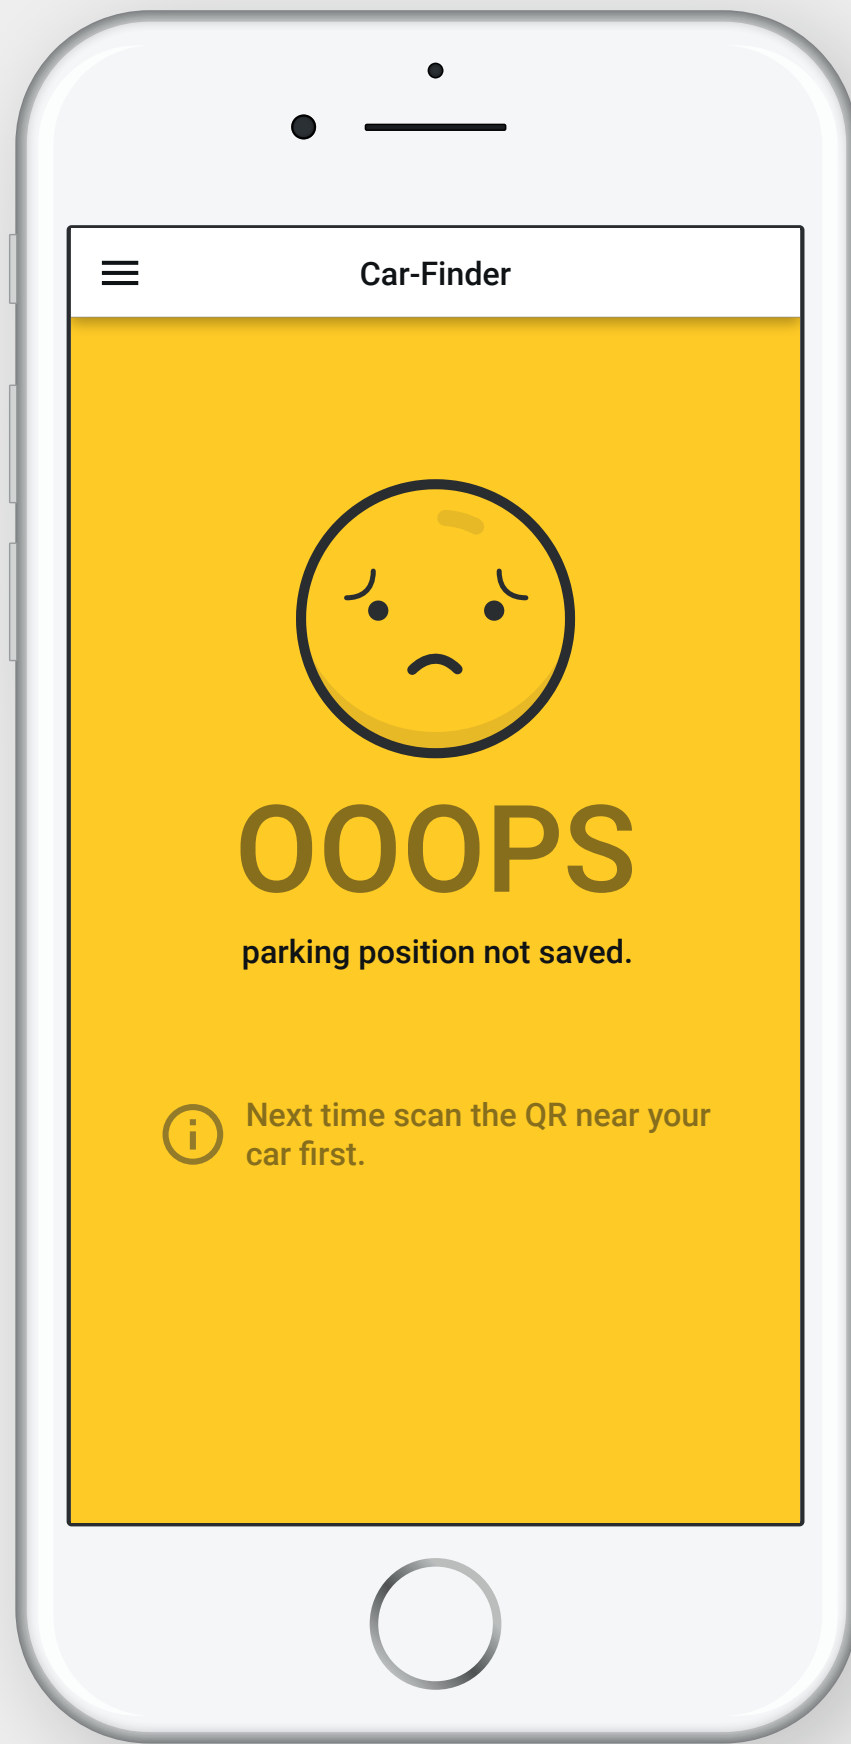 Car-Finder
OOOPS
parking position not saved.
Next time scan the QR near your
car first.